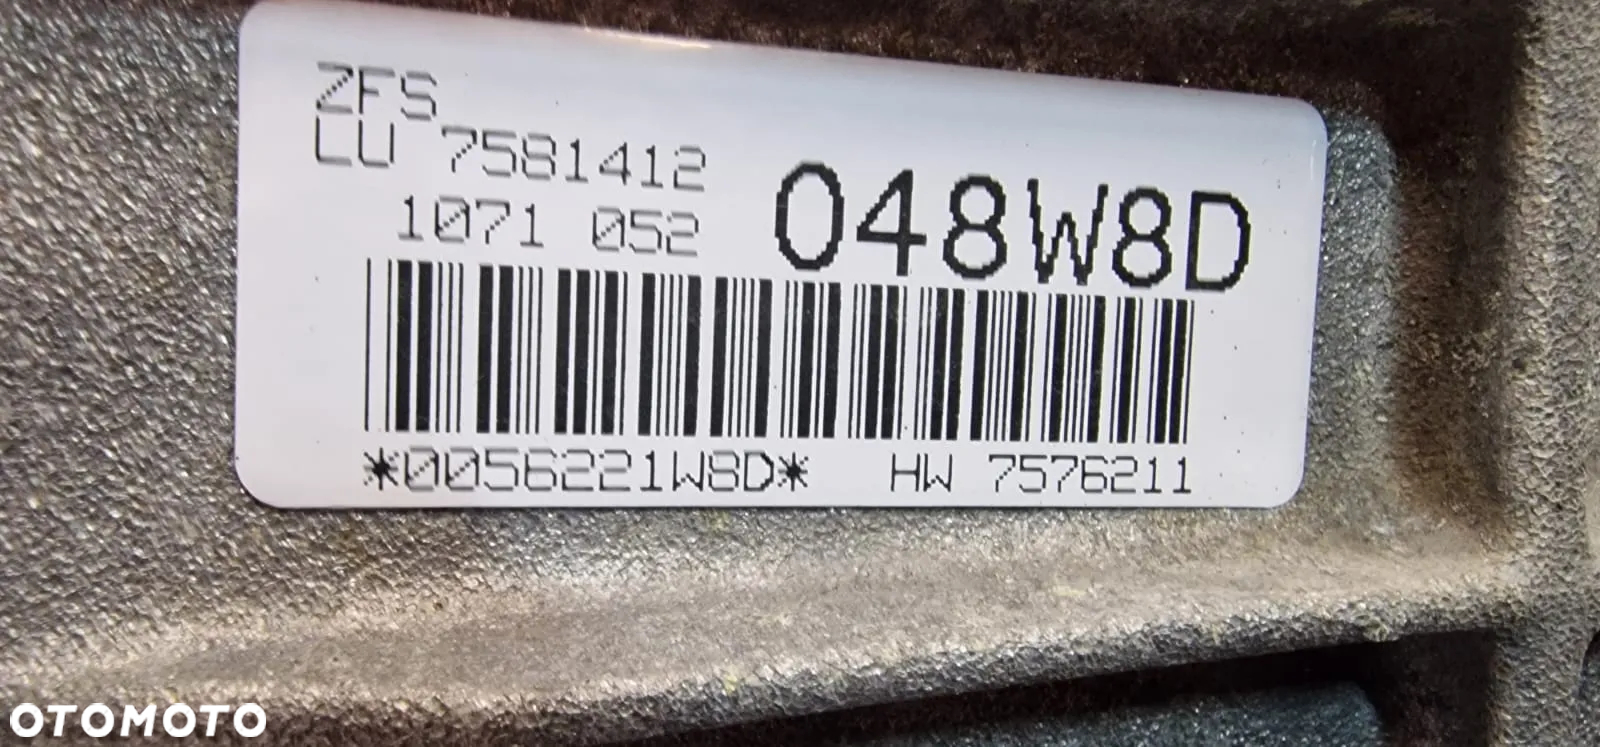 ZFS
LU 7581412
1071 052 048W8D
*0056221W8D* HW 7576211
OTOMOTO